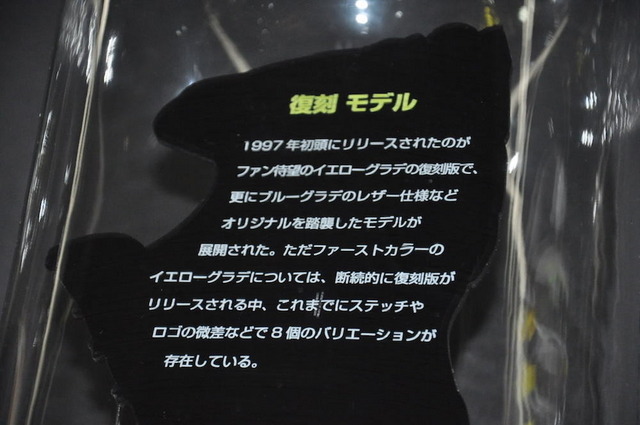 復刻 モデル
1997年初頭にリリースされたのが
ファン待望のイエローグラデの復刻版で、
更にブルーグラデのレザー仕様など
オリジナルを踏襲したモデルが
展開された。ただファーストカラーの
イエローグラデについては、断続的に復刻版が
リリースされる中、これまでにステッチや
ロゴの微差などで8個のバリエーションが
存在している。